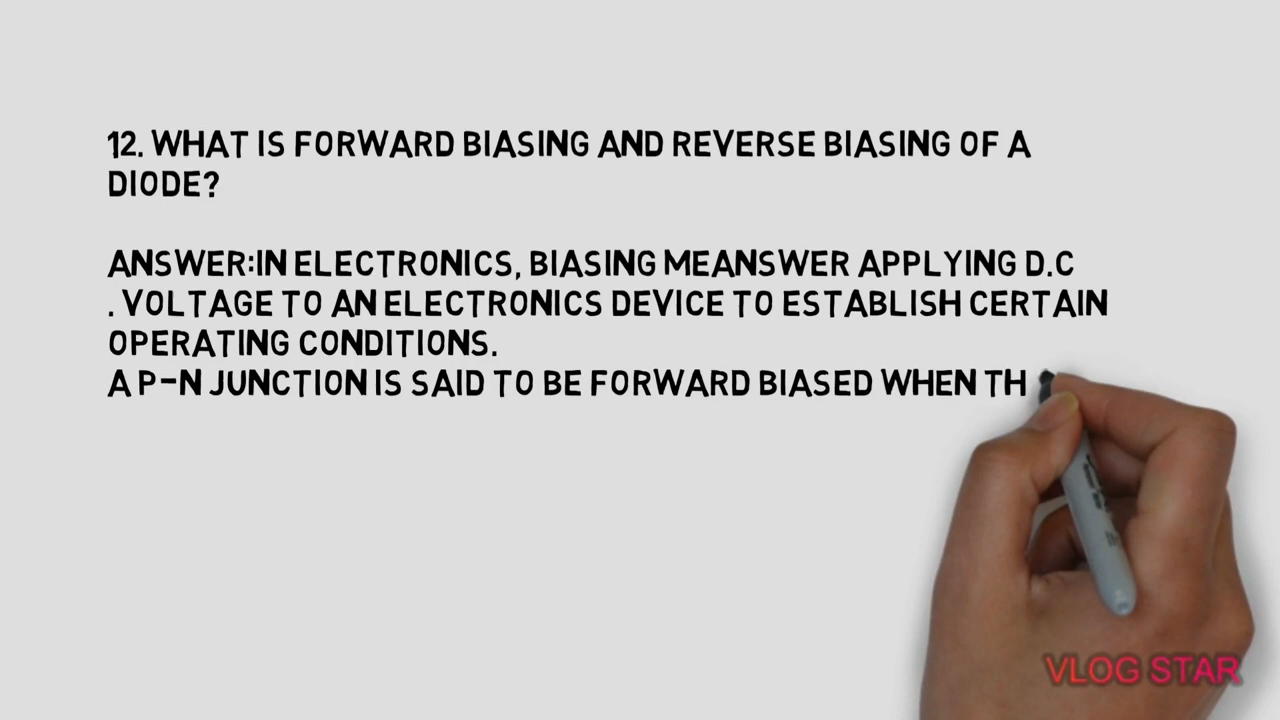 12. WHAT IS FORWARD BIASING AND REVERSE BIASING OF A
DIODE?
ANSWER:IN ELECTRONICS, BIASING MEANSWER APPLYING D.C
. VOLTAGE TO AN ELECTRONICS DEVICE TO ESTABLISH CERTAIN
OPERATING CONDITIONS.
A P-N JUNCTION IS SAID TO BE FORWARD BIASED WHEN TH
VLOG STAR